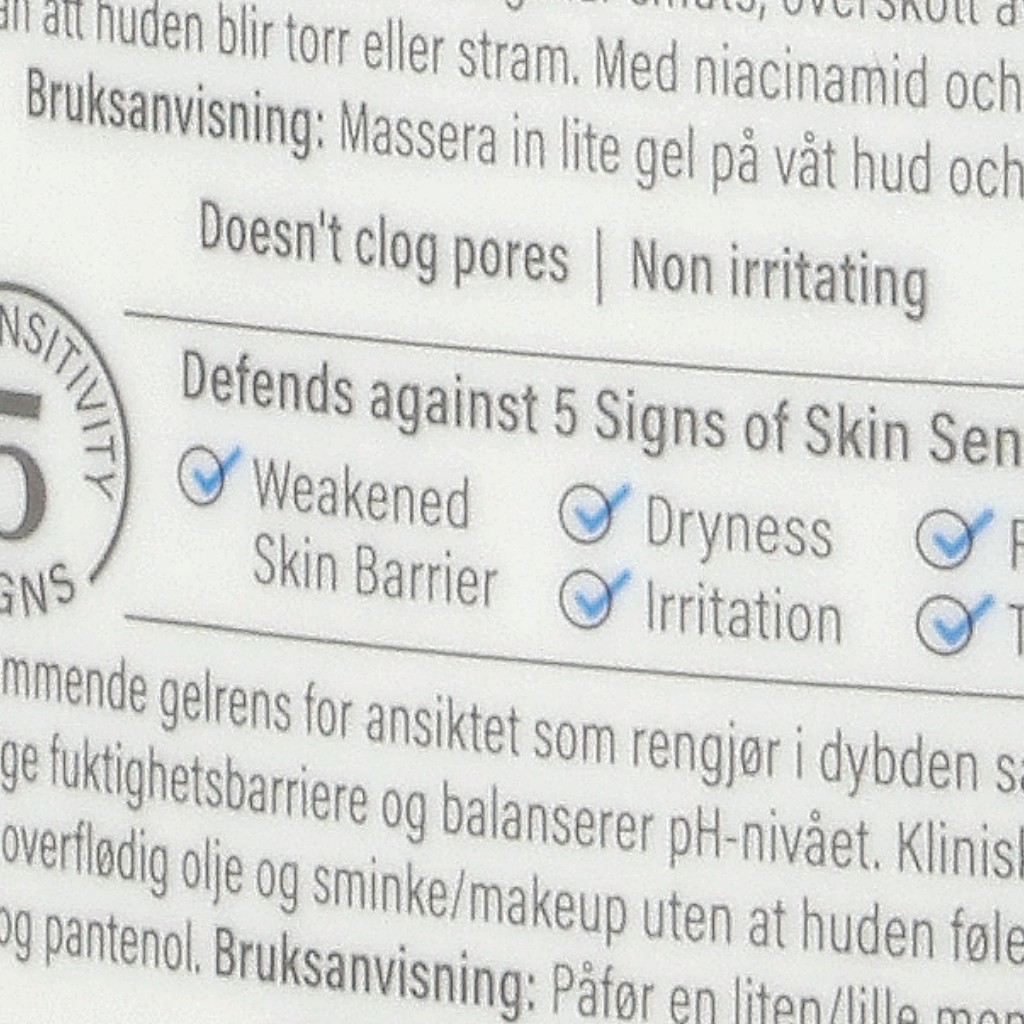 att huden blir torr eller stram. Med niacinamid och
Bruksanvisning: Massera in lite gel på våt hud och
Doesn't clog pores | Non irritating
Defends against 5 Signs of Skin Sen
Weakened
Skin Barrier
Dryness
Irritation
5
NSITIVITY
GNS
mmende gelrens for ansiktet som rengjør i dybden
ge fuktighetsbarriere og balanserer pH-nivået. Klinis
overflødig olje og sminke/makeup uten at huden føle
og pantenol. Bruksanvisning: Påfør en liten/lille